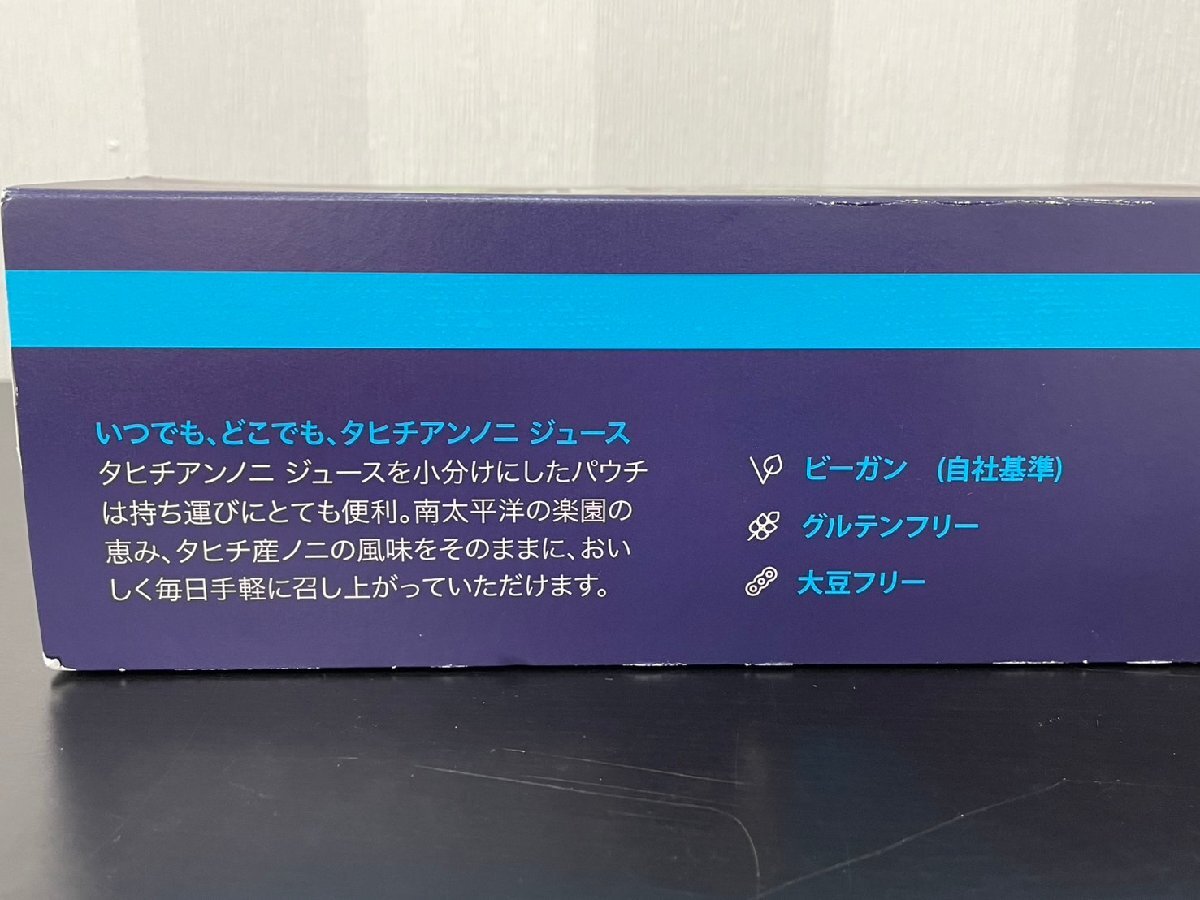 いつでも、どこでも、タヒチアンノニ ジュース
タヒチアンノニ ジュースを小分けにしたパウチ
は持ち運びにとても便利。南太平洋の楽園の
恵み、タヒチ産ノニの風味をそのままに、おい
しく毎日手軽に召し上がっていただけます。
ビーガン (自社基準)
グルテンフリー
大豆フリー